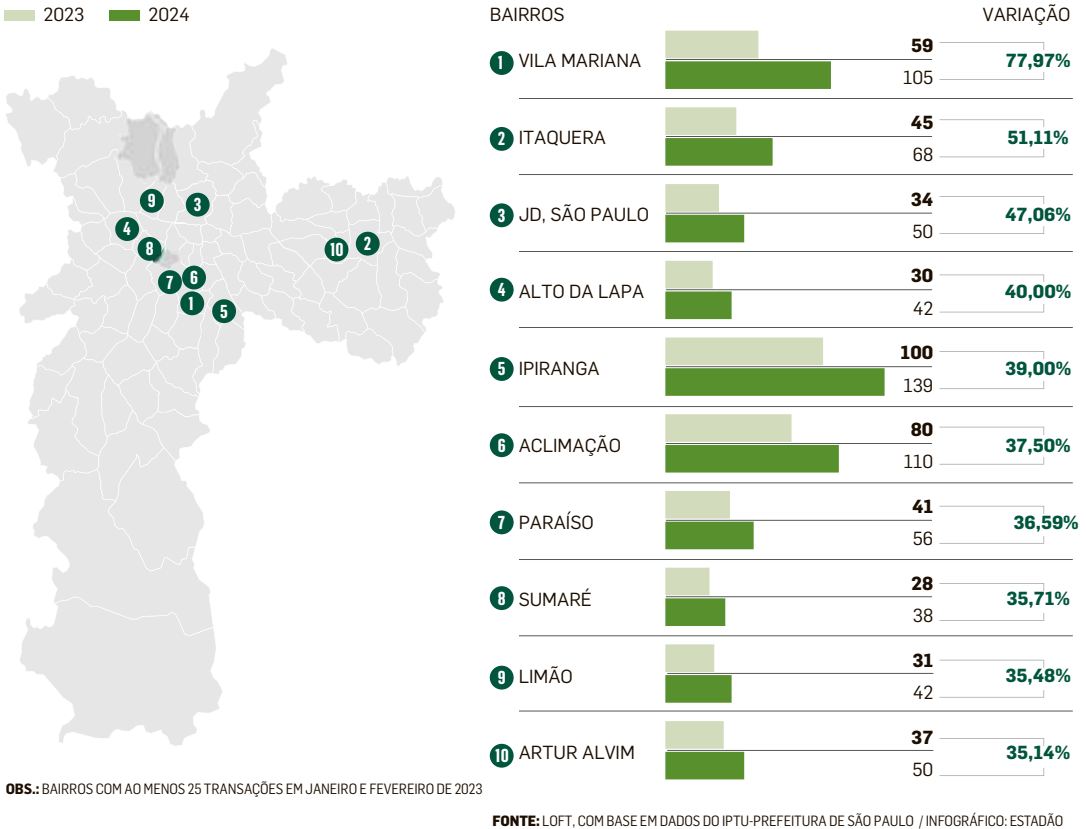 2023 2024
9
3
4
8
10 2
7 6
1
5
BAIRROS VARIAÇÃO
1 VILA MARIANA 59 105 77,97%
2 ITAQUERA 45 68 51,11%
3 JD, SÃO PAULO 34 50 47,06%
4 ALTO DA LAPA 30 42 40,00%
5 IPIRANGA 100 139 39,00%
6 ACLIMAÇÃO 80 110 37,50%
7 PARAÍSO 41 56 36,59%
8 SUMARÉ 28 38 35,71%
9 LIMÃO 31 42 35,48%
10 ARTUR ALVIM 37 50 35,14%
OBS.: BAIRROS COM AO MENOS 25 TRANSAÇÕES EM JANEIRO E FEVEREIRO DE 2023
FONTE: LOFT, COM BASE EM DADOS DO IPTU-PREFEITURA DE SÃO PAULO / INFOGRÁFICO: ESTADÃO